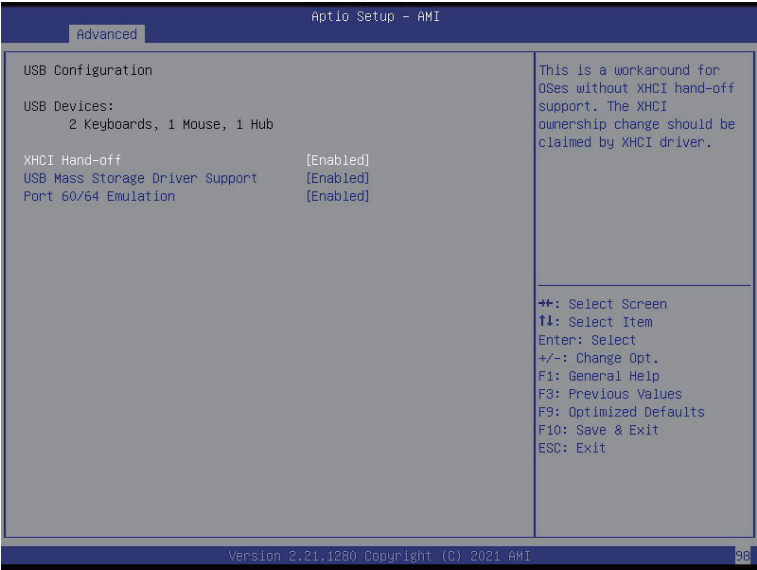 Aptio Setup – AMI
Advanced
USB Configuration
USB Devices:
2 Keyboards, 1 Mouse, 1 Hub
XHCI Hand-off [Enabled]
USB Mass Storage Driver Support [Enabled]
Port 60/64 Emulation [Enabled]
This is a workaround for
OSes without XHCI hand-off
support. The XHCI
ownership change should be
claimed by XHCI driver.
→←: Select Screen
↑↓: Select Item
Enter: Select
+/-: Change Opt.
F1: General Help
F3: Previous Values
F9: Optimized Defaults
F10: Save & Exit
ESC: Exit
Version 2.21.1280 Copyright (C) 2021 AMI
98